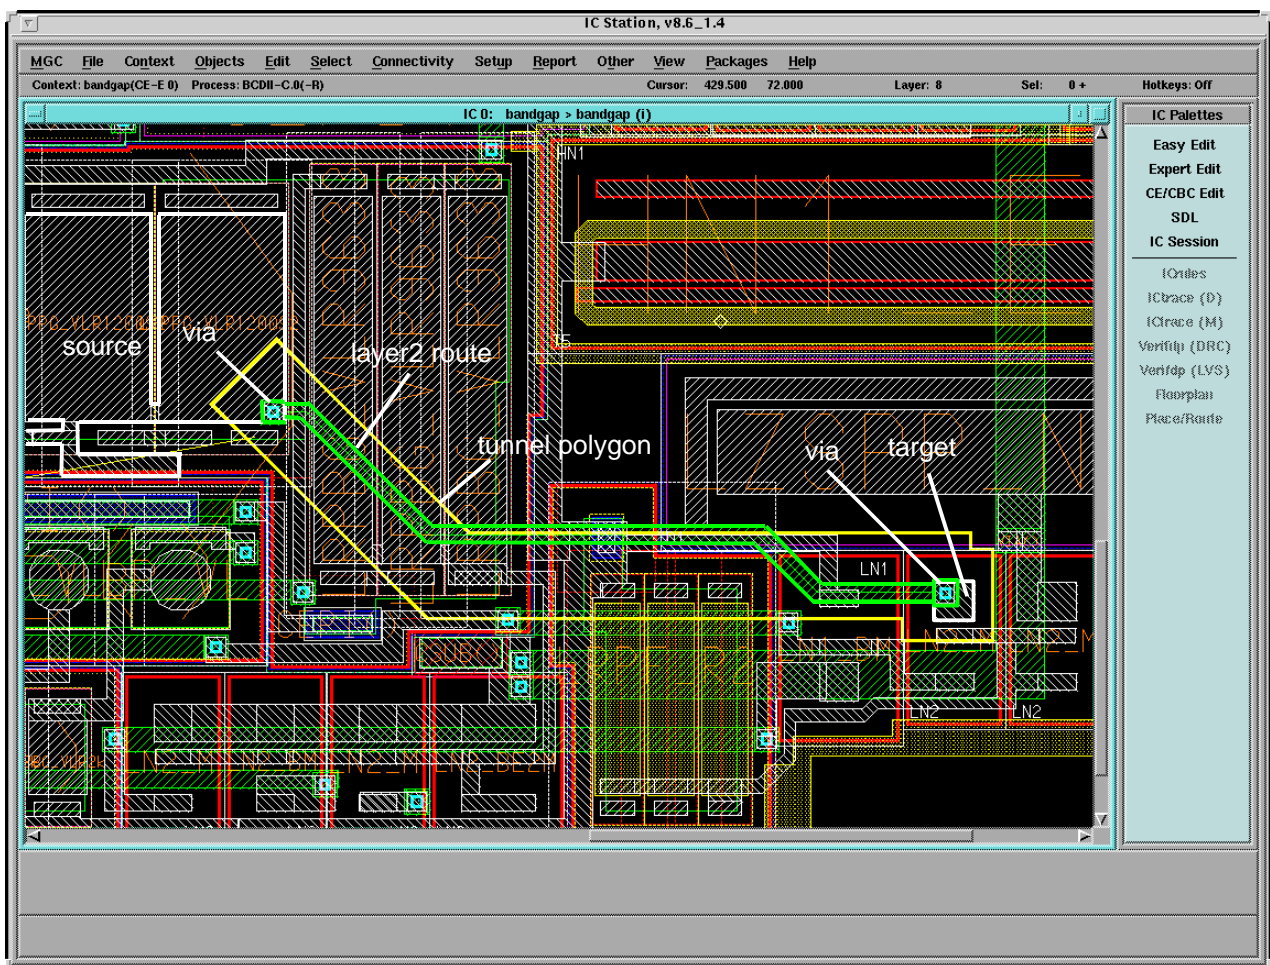 IC Station, v8.6_1.4
MGC File Context Objects Edit Select Connectivity Setup Report Other View Packages Help
Context: bandgap(CE-E 0) Process: BCDII-C.0(-R) Cursor: 429.500 72.000 Layer: 8 Sel: 0 + Hotkeys: Off
IC 0: bandgap > bandgap (i)
IC Palettes
Easy Edit
Expert Edit
CE/CBC Edit
SDL
IC Session
ICrules
ICtrace (D)
ICtrace (M)
Verifdp (DRC)
Verifdp (LVS)
Floorplan
Place/Route
HN1
source
via
layer2 route
tunnel polygon
via
target
LN1
LN2
LN2